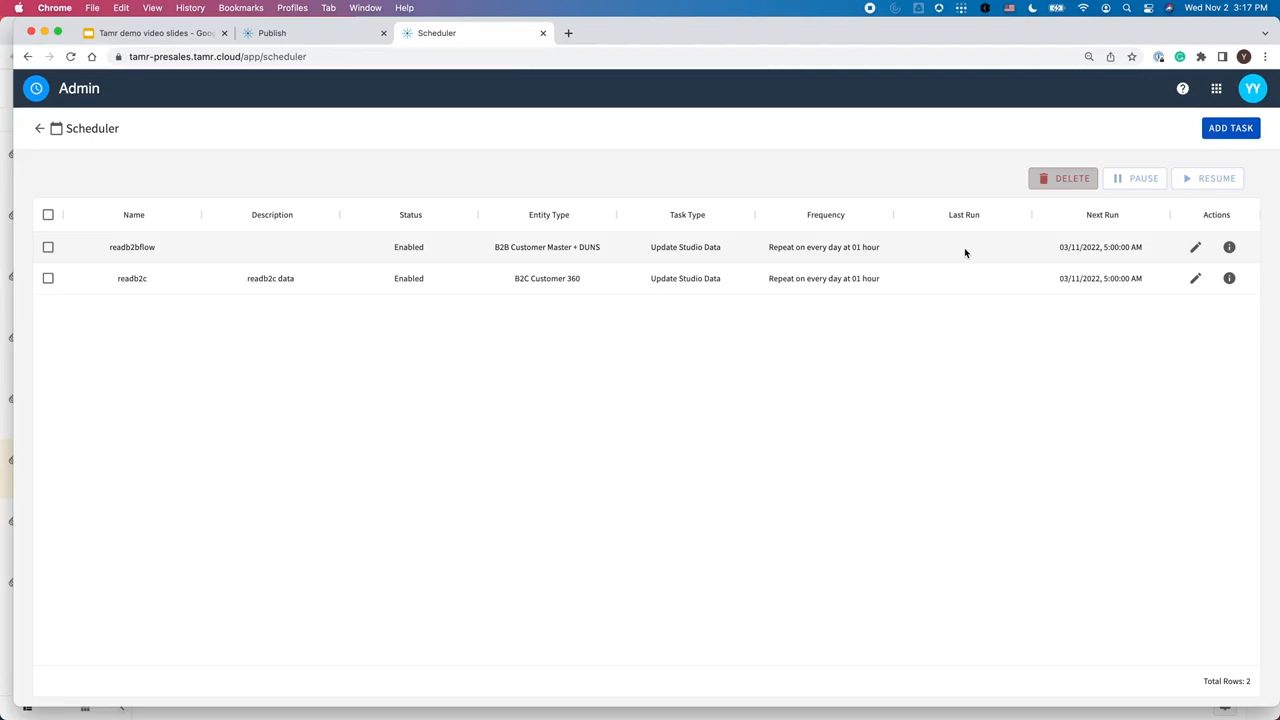 Chrome File Edit View History Bookmarks Profiles Tab Window Help Wed Nov 2 3:17 PM
Tamr demo video slides - Goo Publish Scheduler
tamr-presales.tamr.cloud/app/scheduler Y
Admin YY
Scheduler ADD TASK
DELETE PAUSE RESUME
Name Description Status Entity Type Task Type Frequency Last Run Next Run Actions
readb2bflow Enabled B2B Customer Master + DUNS Update Studio Data Repeat on every day at 01 hour 03/11/2022, 5:00:00 AM
readb2c readb2c data Enabled B2C Customer 360 Update Studio Data Repeat on every day at 01 hour 03/11/2022, 5:00:00 AM
Total Rows: 2